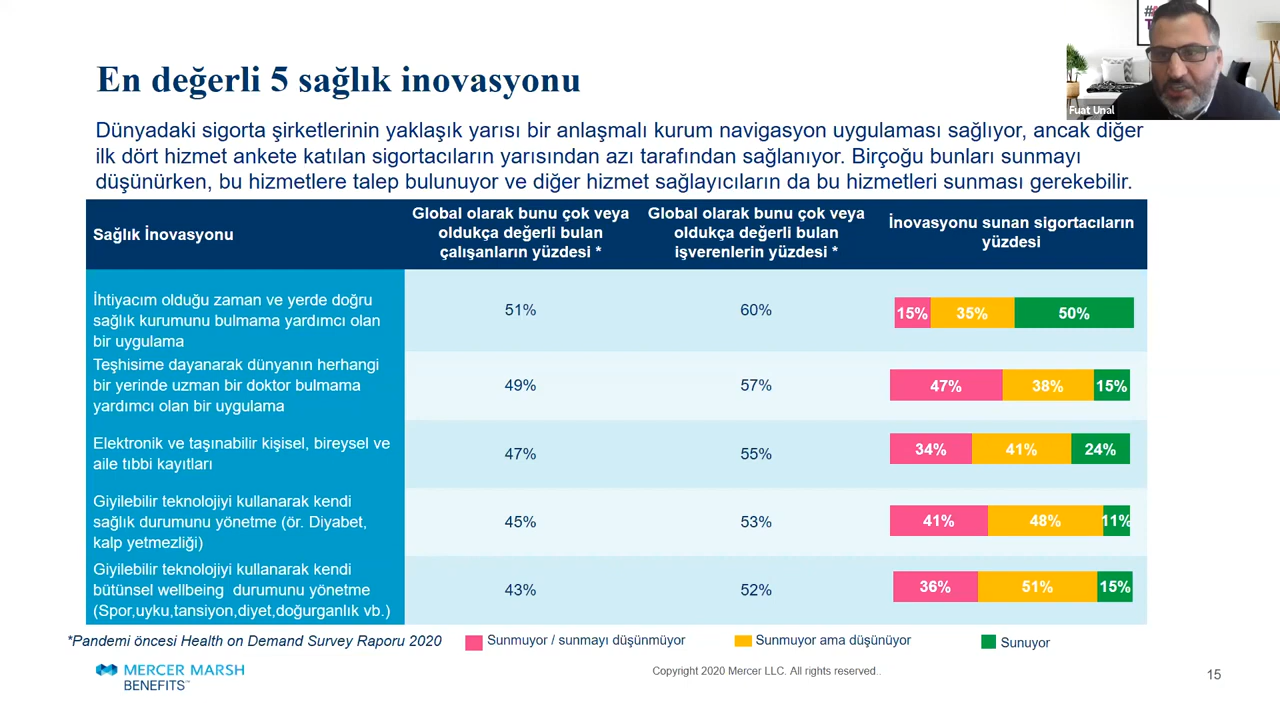 En değerli 5 sağlık inovasyonu
Fuat Unal
Dünyadaki sigorta şirketlerinin yaklaşık yarısı bir anlaşmalı kurum navigasyon uygulaması sağlıyor, ancak diğer
ilk dört hizmet ankete katılan sigortacıların yarısından azı tarafından sağlanıyor. Birçoğu bunları sunmayı
düşünürken, bu hizmetlere talep bulunuyor ve diğer hizmet sağlayıcıların da bu hizmetleri sunması gerekebilir.
Sağlık İnovasyonu
Global olarak bunu çok veya
oldukça değerli bulan
çalışanların yüzdesi *
Global olarak bunu çok veya
oldukça değerli bulan
işverenlerin yüzdesi *
İnovasyonu sunan sigortacıların
yüzdesi
İhtiyacım olduğu zaman ve yerde doğru
sağlık kurumunu bulmama yardımcı olan
bir uygulama
51%
60%
15% 35% 50%
Teşhisime dayanarak dünyanın herhangi
bir yerinde uzman bir doktor bulmama
yardımcı olan bir uygulama
49%
57%
47% 38% 15%
Elektronik ve taşınabilir kişisel, bireysel ve
aile tıbbi kayıtları
47%
55%
34% 41% 24%
Giyilebilir teknolojiyi kullanarak kendi
sağlık durumunu yönetme (ör. Diyabet,
kalp yetmezliği)
45%
53%
41% 48% 11%
Giyilebilir teknolojiyi kullanarak kendi
bütünsel wellbeing durumunu yönetme
(Spor,uyku,tansiyon,diyet,doğurganlık vb.)
43%
52%
36% 51% 15%
*Pandemi öncesi Health on Demand Survey Raporu 2020
Sunmuyor / sunmayı düşünmüyor
Sunmuyor ama düşünüyor
Sunuyor
MERCER MARSH
BENEFITS™
Copyright 2020 Mercer LLC. All rights reserved..
15